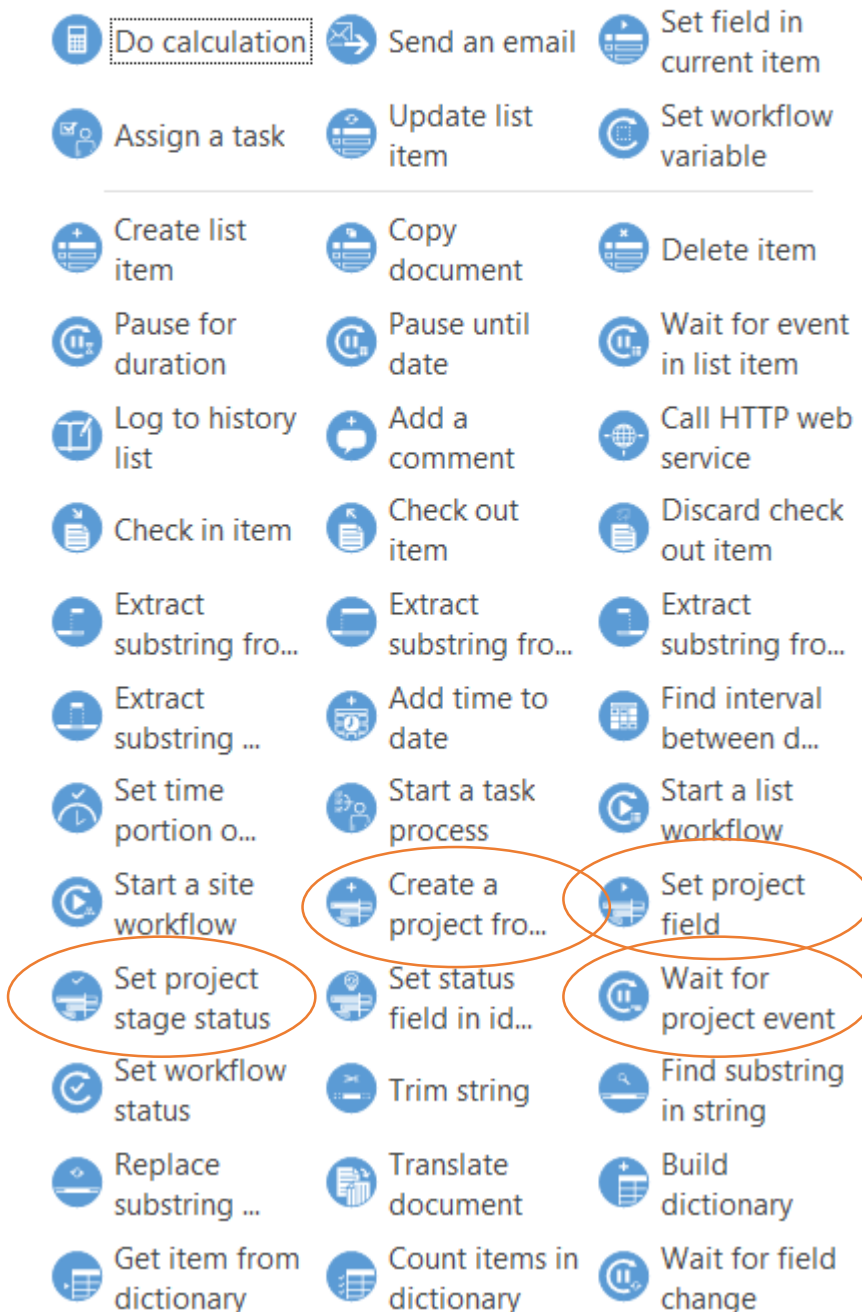 Do calculation
Send an email
Set field in
current item
Assign a task
Update list
item
Set workflow
variable
Create list
item
Copy
document
Delete item
Pause for
duration
Pause until
date
Wait for event
in list item
Log to history
list
Add a
comment
Call HTTP web
service
Check in item
Check out
item
Discard check
out item
Extract
substring fro...
Extract
substring fro...
Extract
substring fro...
Extract
substring ...
Add time to
date
Find interval
between d...
Set time
portion o...
Start a task
process
Start a list
workflow
Start a site
workflow
Create a
project fro...
Set project
field
Set project
stage status
Set status
field in id...
Wait for
project event
Set workflow
status
Trim string
Find substring
in string
Replace
substring ...
Translate
document
Build
dictionary
Get item from
dictionary
Count items in
dictionary
Wait for field
change